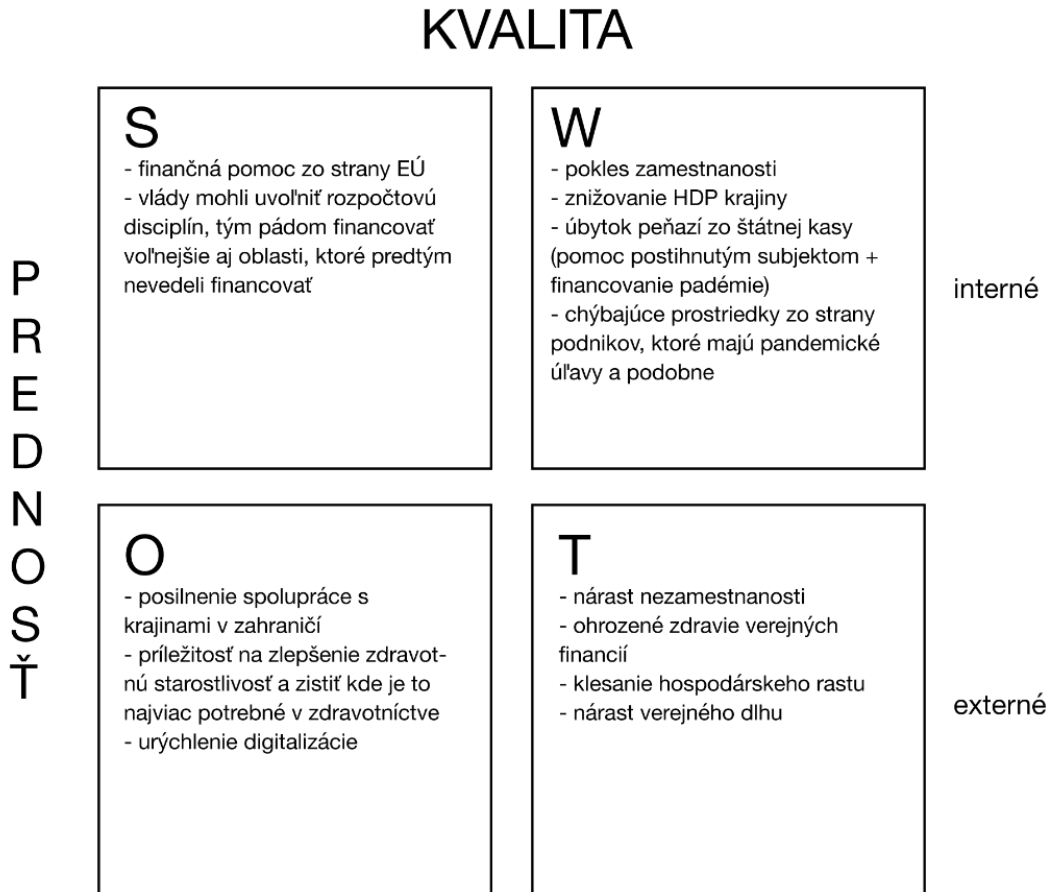 KVALITA
PREDNOSŤ
S
- finančná pomoc zo strany EÚ
- vlády mohli uvoľniť rozpočtovú
disciplín, tým pádom financovať
voľnejšie aj oblasti, ktoré predtým
nevedeli financovať
W
- pokles zamestnanosti
- znižovanie HDP krajiny
- úbytok peňazí zo štátnej kasy
(pomoc postihnutým subjektom +
financovanie padémie)
- chýbajúce prostriedky zo strany
podnikov, ktoré majú pandemické
úľavy a podobne
interné
O
- posilnenie spolupráce s
krajinami v zahraničí
- príležitosť na zlepšenie zdravot-
nú starostlivosť a zistiť kde je to
najviac potrebné v zdravotníctve
- urýchlenie digitalizácie
T
- nárast nezamestnanosti
- ohrozené zdravie verejných
financií
- klesanie hospodárskeho rastu
- nárast verejného dlhu
externé